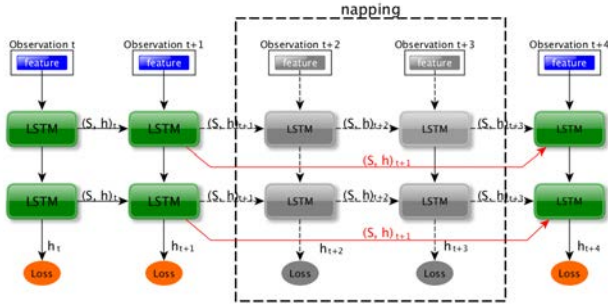 napping
Observation t Observation t+1 Observation t+2 Observation t+3 Observation t+4
feature feature feature feature feature
LSTM (S, h)t LSTM (S, h)t+1 LSTM (S, h)t+2 LSTM (S, h)t+3 LSTM
(S, h)t+1
LSTM (S, h)t LSTM (S, h)t+1 LSTM (S, h)t+2 LSTM (S, h)t+3 LSTM
(S, h)t+1
ht ht+1 ht+2 ht+3 ht+4
Loss Loss Loss Loss Loss